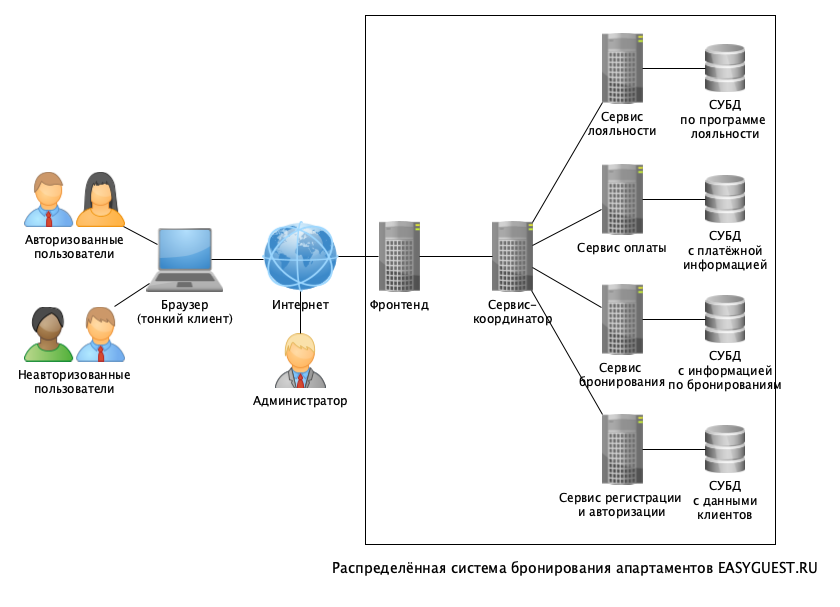 Сервис
лояльности
СУБД
по программе
лояльности
Авторизованные
пользователи
Сервис оплаты
СУБД
с платёжной
информацией
Браузер
(тонкий клиент)
Интернет
Фронтенд
Сервис-
координатор
Неавторизованные
пользователи
Администратор
Сервис
бронирования
СУБД
с информацией
по бронированиям
Сервис регистрации
и авторизации
СУБД
с данными
клиентов
Распределённая система бронирования апартаментов EASYGUEST.RU